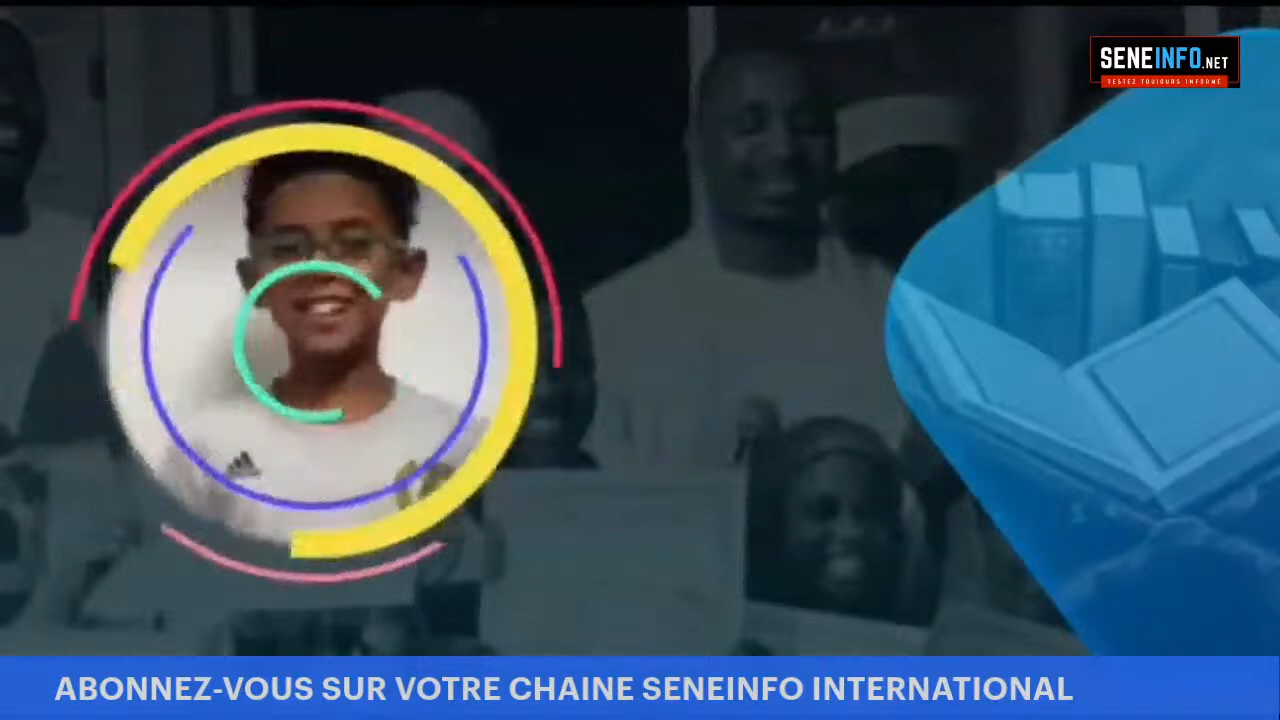 SENEINFO.NET
RESTEZ TOUJOURS INFORMÉ
ABONNEZ-VOUS SUR VOTRE CHAINE SENEINFO INTERNATIONAL